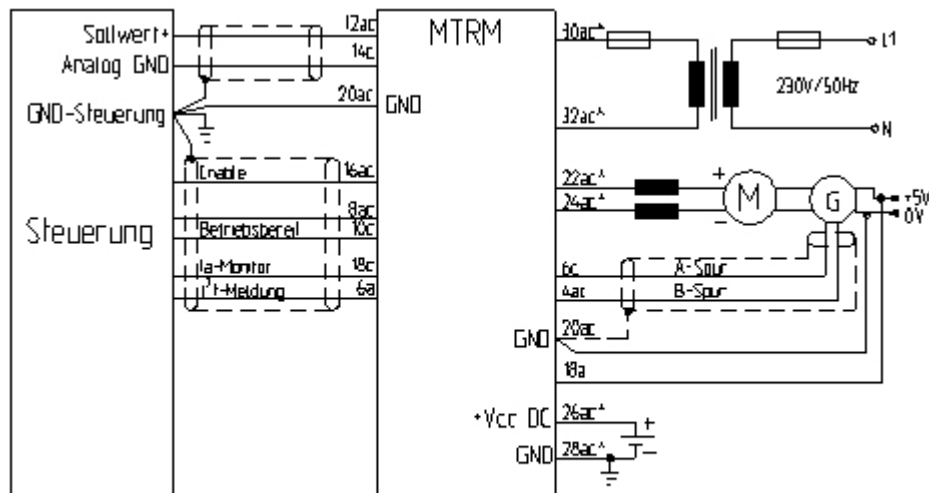 Sollwert+
Analog GND
GND-Steuerung
Steuerung
12ac
14c
20ac
Enable
16ac
8ac
Betriebsbereit
10c
Ia-Monitor
18c
I²t-Meldung
6a
MTRM
GND
GND
+Vcc DC
GND
30ac*
32ac*
L1
230V/50Hz
N
22ac*
24ac*
+
M
-
G
+5V
0V
6c
A-Spur
4ac
B-Spur
20ac
18a
26ac*
+
-
28ac*